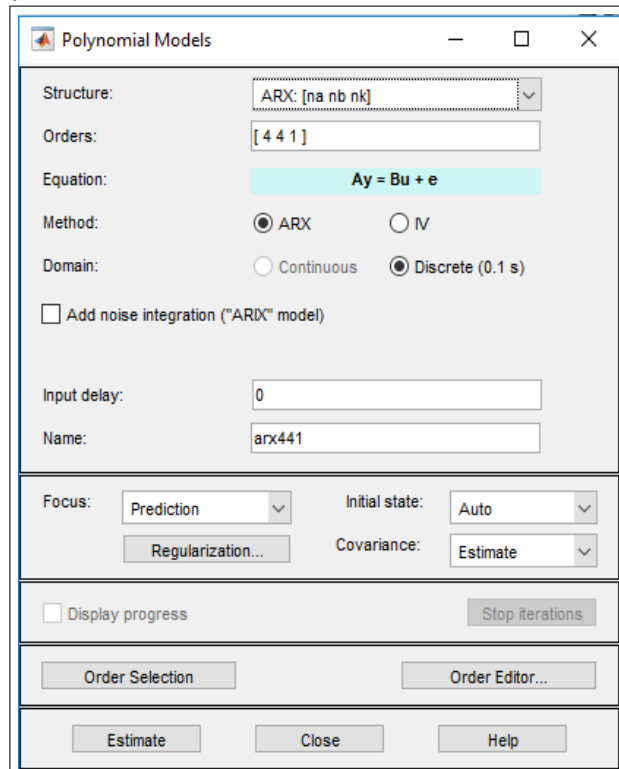 Polynomial Models
Structure: ARX: [na nb nk]
Orders: [ 4 4 1 ]
Equation: Ay = Bu + e
Method: ARX IV
Domain: Continuous Discrete (0.1 s)
Add noise integration ("ARIX" model)
Input delay: 0
Name: arx441
Focus: Prediction Initial state: Auto
Regularization... Covariance: Estimate
Display progress Stop iterations
Order Selection Order Editor...
Estimate Close Help